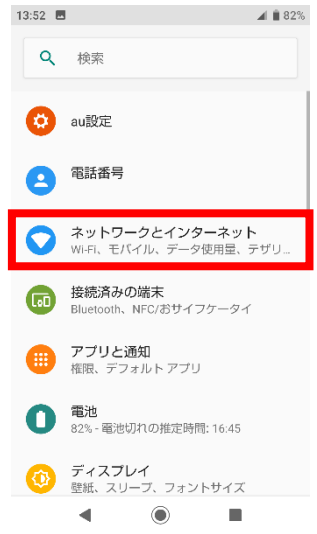 13:52 82%
検索
au設定
電話番号
ネットワークとインターネット
Wi-Fi、モバイル、データ使用量、テザリ...
接続済みの端末
Bluetooth、NFC/おサイフケータイ
アプリと通知
権限、デフォルト アプリ
電池
82% - 電池切れの推定時間: 16:45
ディスプレイ
壁紙、スリープ、フォントサイズ